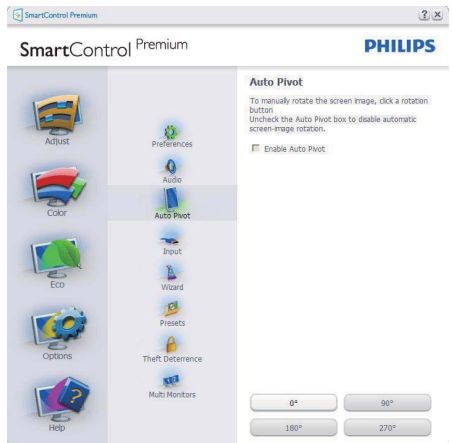 SmartControl Premium
SmartControl Premium
PHILIPS
Adjust
Color
Eco
Options
Help
Preferences
Audio
Auto Pivot
Input
Wizard
Presets
Theft Deterrence
Multi Monitors
Auto Pivot
To manually rotate the screen image, click a rotation
button
Uncheck the Auto Pivot box to disable automatic
screen-image rotation.
Enable Auto Pivot
0° 90°
180° 270°